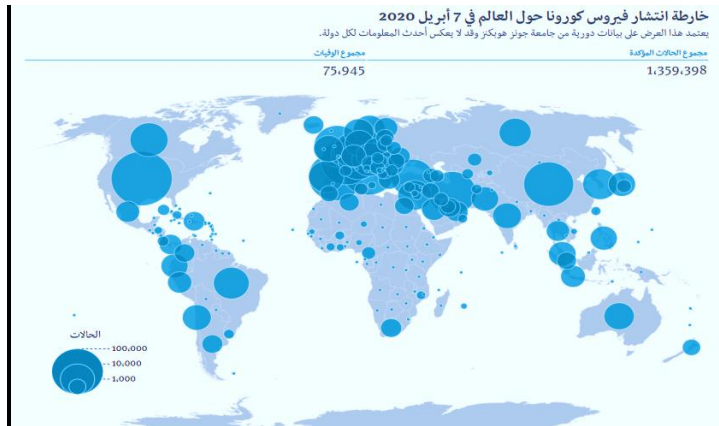 خارطة انتشار فيروس كورونا حول العالم في 7 أبريل 2020
يعتمد هذا العرض على بيانات دورية من جامعة جونز هوبكنز وقد لا يعكس أحدث المعلومات لكل دولة.
مجموع الحالات المؤكدة
1،359،398
مجموع الوفيات
75،945
الحالات
100,000
10,000
1,000